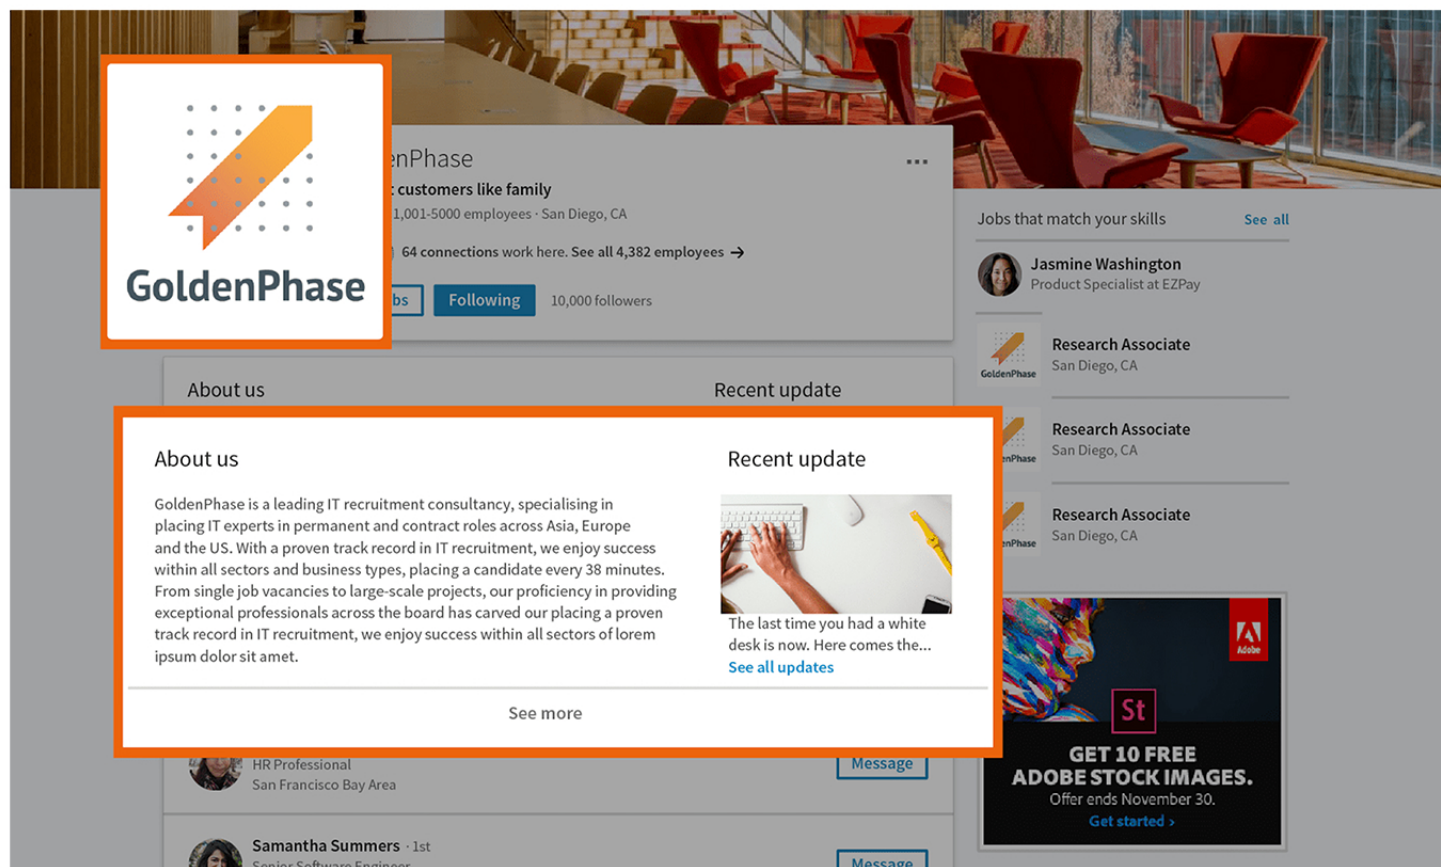 GoldenPhase
enPhase
customers like family
1,001-5000 employees · San Diego, CA
64 connections work here. See all 4,382 employees →
bs
Following
10,000 followers
About us
Recent update
About us
GoldenPhase is a leading IT recruitment consultancy, specialising in
placing IT experts in permanent and contract roles across Asia, Europe
and the US. With a proven track record in IT recruitment, we enjoy success
within all sectors and business types, placing a candidate every 38 minutes.
From single job vacancies to large-scale projects, our proficiency in providing
exceptional professionals across the board has carved our placing a proven
track record in IT recruitment, we enjoy success within all sectors of lorem
ipsum dolor sit amet.
Recent update
The last time you had a white
desk is now. Here comes the...
See all updates
See more
HR Professional
San Francisco Bay Area
Message
Samantha Summers · 1st
Senior Software Engineer
Message
Jobs that match your skills
See all
Jasmine Washington
Product Specialist at EZPay
GoldenPhase
Research Associate
San Diego, CA
enPhase
Research Associate
San Diego, CA
enPhase
Research Associate
San Diego, CA
Adobe
St
GET 10 FREE
ADOBE STOCK IMAGES.
Offer ends November 30.
Get started ›